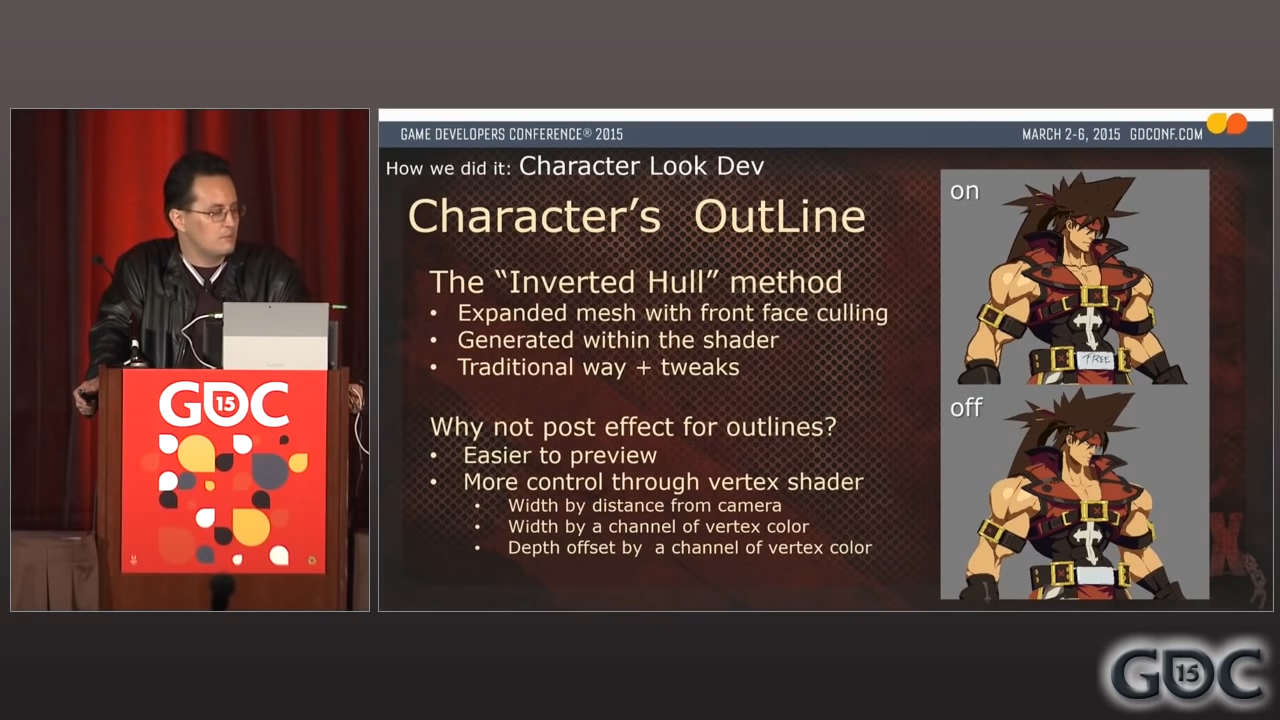 GAME DEVELOPERS CONFERENCE® 2015
MARCH 2-6, 2015 GDCONF.COM
How we did it: Character Look Dev
Character's OutLine
The “Inverted Hull” method
• Expanded mesh with front face culling
• Generated within the shader
• Traditional way + tweaks
Why not post effect for outlines?
• Easier to preview
• More control through vertex shader
• Width by distance from camera
• Width by a channel of vertex color
• Depth offset by a channel of vertex color
on
FREE
off
GDC
15
GDC
15